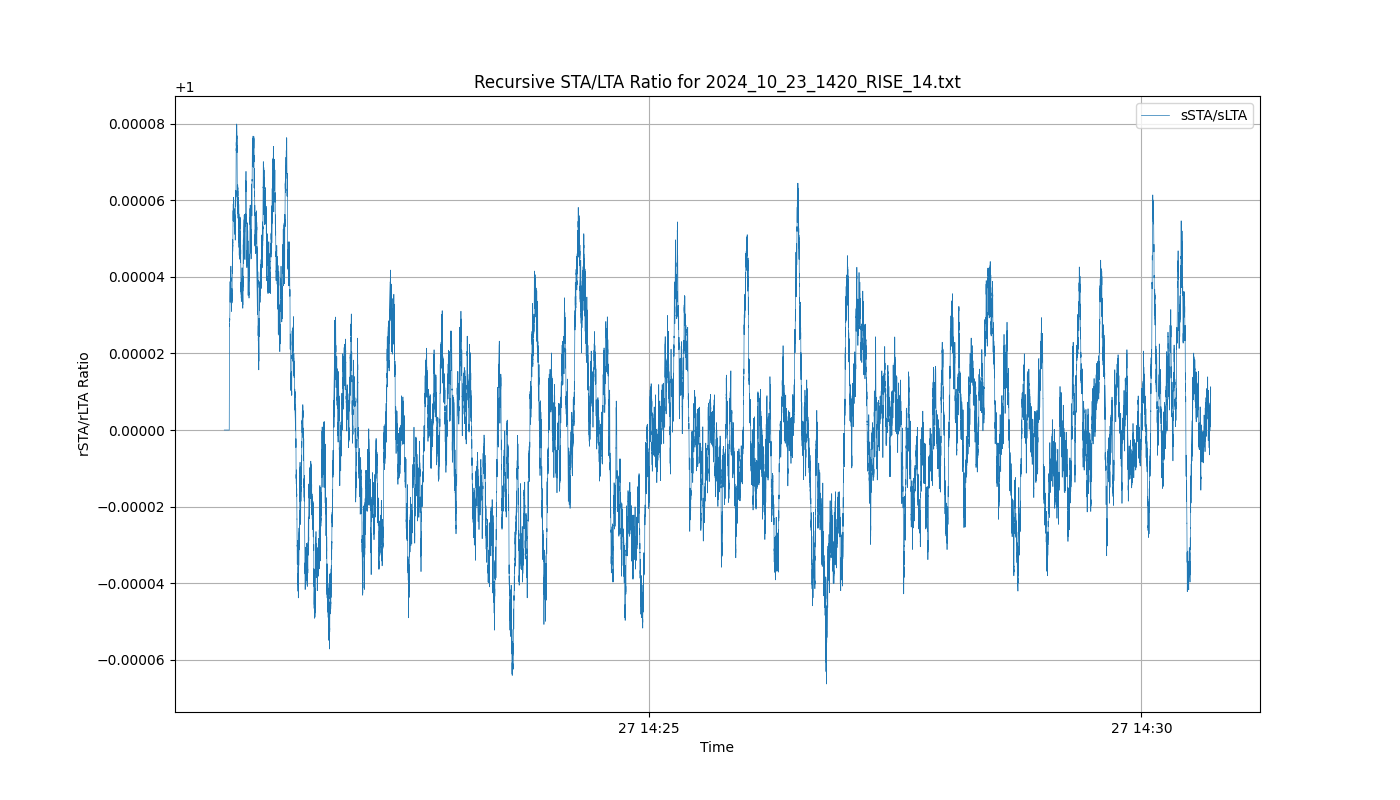 Recursive STA/LTA Ratio for 2024_10_23_1420_RISE_14.txt
+1
sSTA/sLTA
0.00008
0.00006
0.00004
0.00002
0.00000
−0.00002
−0.00004
−0.00006
rSTA/rLTA Ratio
27 14:25
27 14:30
Time